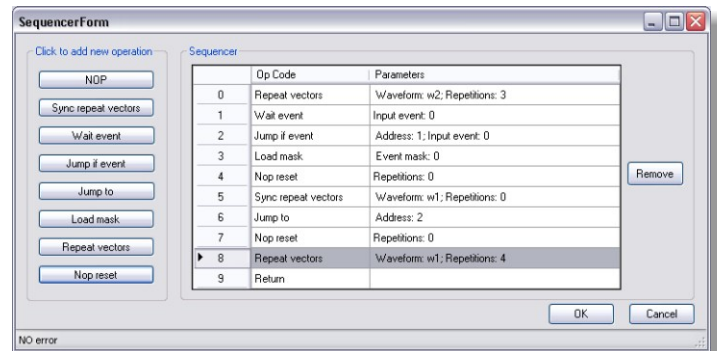 SequencerForm
Click to add new operation
NOP
Sync repeat vectors
Wait event
Jump if event
Jump to
Load mask
Repeat vectors
Nop reset
Sequencer
Op Code Parameters
0 Repeat vectors Waveform: w2; Repetitions: 3
1 Wait event Input event: 0
2 Jump if event Address: 1; Input event: 0
3 Load mask Event mask: 0
4 Nop reset Repetitions: 0
5 Sync repeat vectors Waveform: w1; Repetitions: 0
6 Jump to Address: 2
7 Nop reset Repetitions: 0
8 Repeat vectors Waveform: w1; Repetitions: 4
9 Return
Remove
OK Cancel
NO error